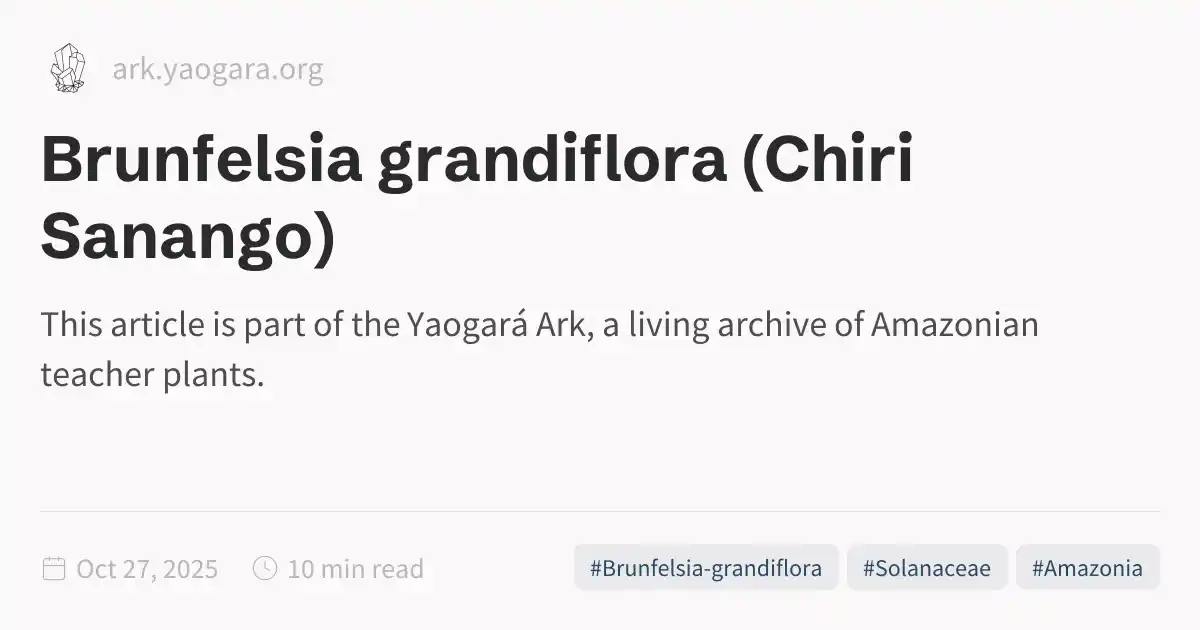 ark.yaogara.org
Brunfelsia grandiflora (Chiri
Sanango)
This article is part of the Yaogará Ark, a living archive of Amazonian
teacher plants.
Oct 27, 2025 10 min read #Brunfelsia-grandiflora #Solanaceae #Amazonia